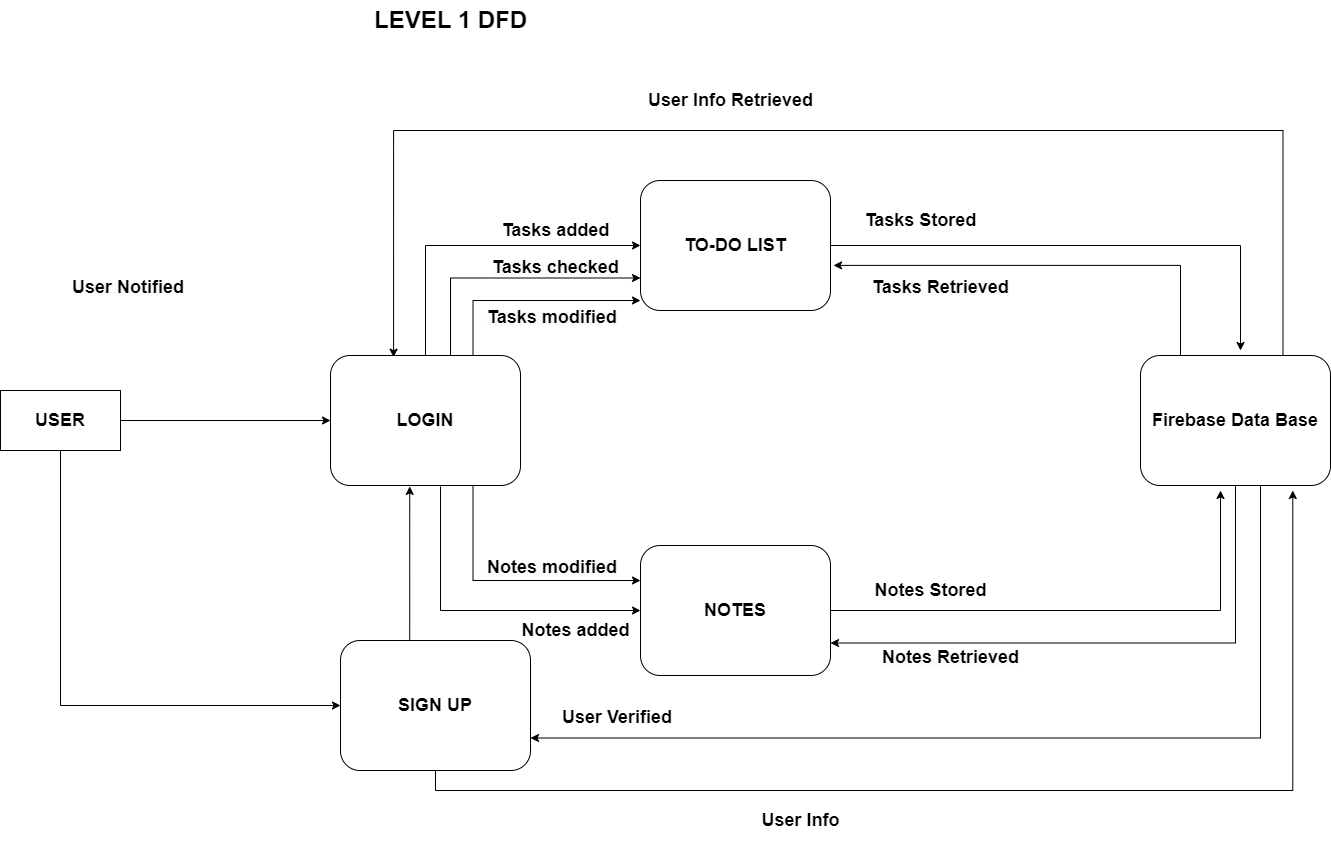 LEVEL 1 DFD
User Info Retrieved
Tasks added
Tasks checked
Tasks modified
TO-DO LIST
Tasks Stored
Tasks Retrieved
User Notified
USER
LOGIN
Firebase Data Base
Notes modified
Notes added
NOTES
Notes Stored
Notes Retrieved
SIGN UP
User Verified
User Info